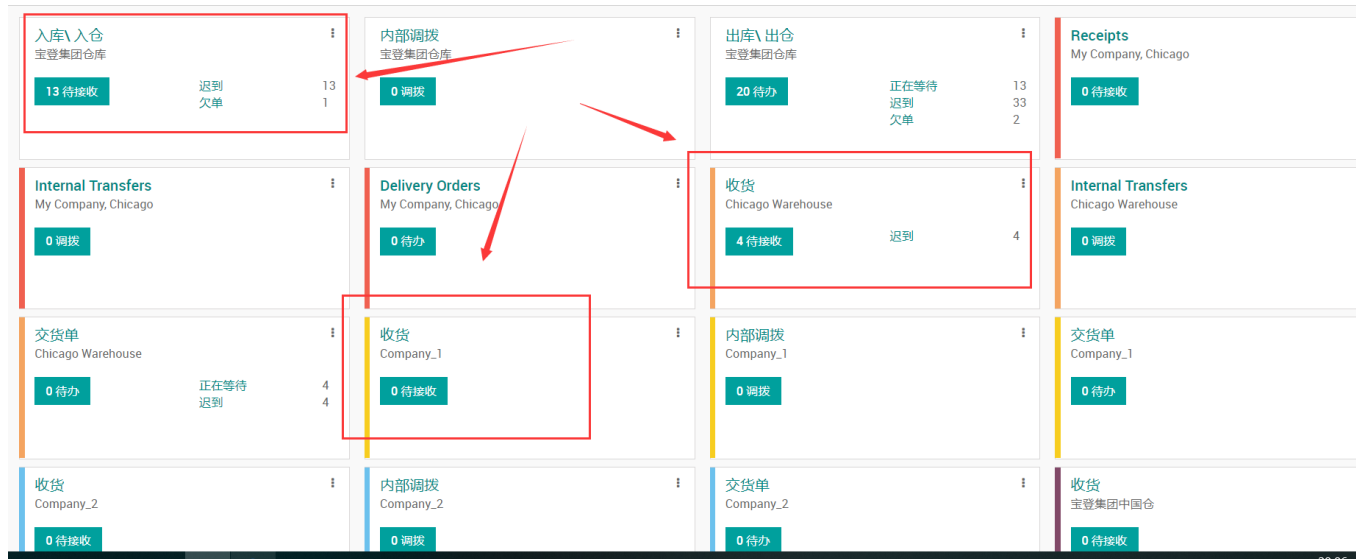 入库\ 入仓
宝登集团仓库
13 待接收
迟到 13
欠单 1
内部调拨
宝登集团仓库
0 调拨
出库\ 出仓
宝登集团仓库
20 待办
正在等待 13
迟到 33
欠单 2
Receipts
My Company, Chicago
0 待接收
Internal Transfers
My Company, Chicago
0 调拨
Delivery Orders
My Company, Chicago
0 待办
收货
Chicago Warehouse
4 待接收
迟到 4
Internal Transfers
Chicago Warehouse
0 调拨
交货单
Chicago Warehouse
0 待办
正在等待 4
迟到 4
收货
Company_1
0 待接收
内部调拨
Company_1
0 调拨
交货单
Company_1
0 待办
收货
Company_2
0 待接收
内部调拨
Company_2
0 调拨
交货单
Company_2
0 待办
收货
宝登集团中国仓
0 待接收